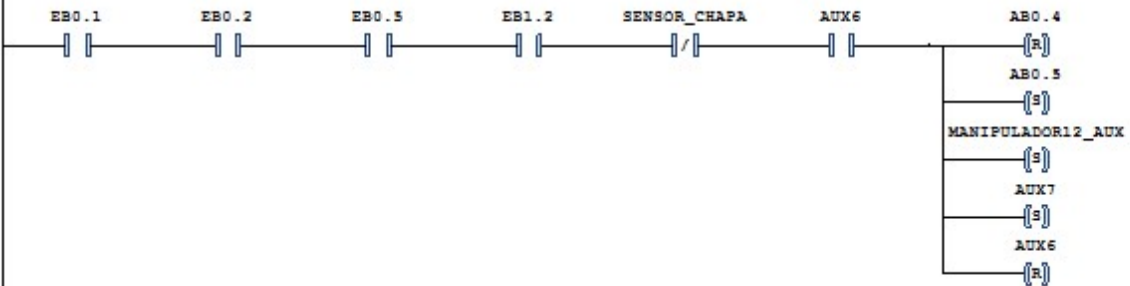 EB0.1 EB0.2 EB0.5 EB1.2 SENSOR_CHAPA AUX6 AB0.4
/ R
AB0.5
S
MANIPULADOR12_AUX
S
AUX7
S
AUX6
R